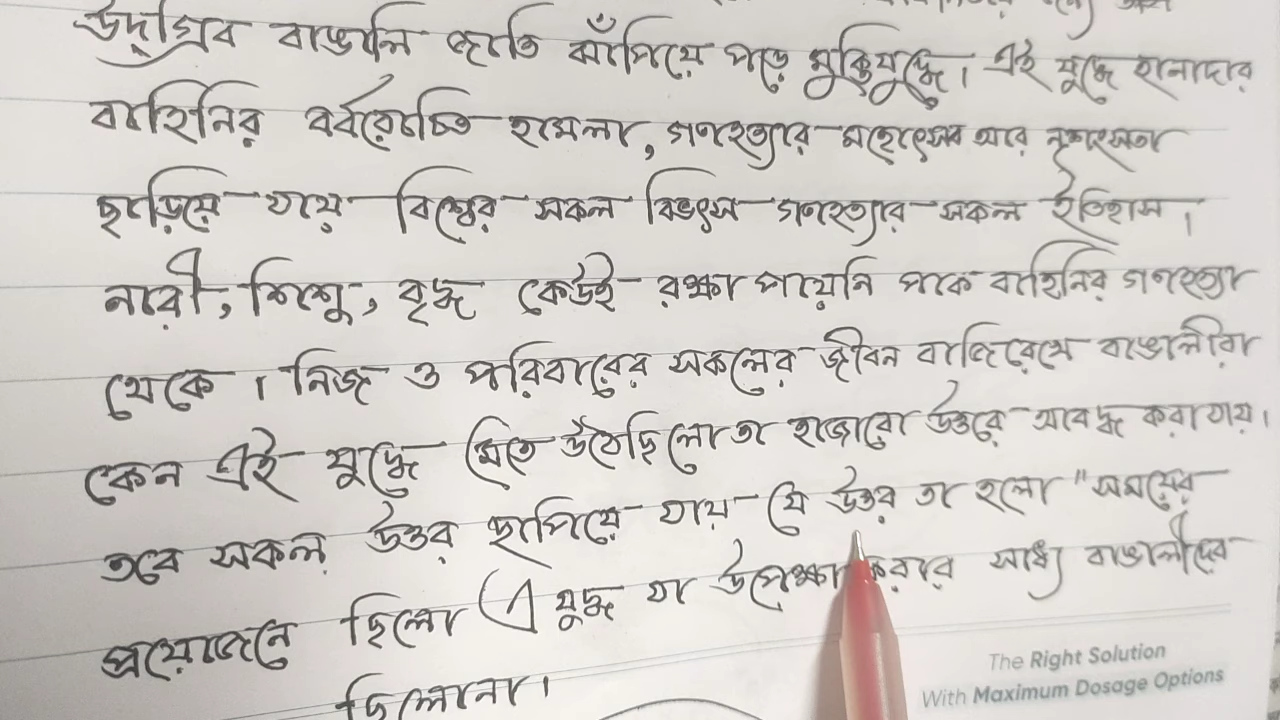 উদ্গ্রিব বাঙালি জাতি ঝাঁপিয়ে পড়ে মুক্তিযুদ্ধে। এই যুদ্ধে হানাদার
বাহিনির বর্বরোচিত হামলা, গণহত্যার মহোৎসব আর নৃশংসতা
ছাড়িয়ে যায় বিশ্বের সকল বিভৎস গণহত্যার সকল ইতিহাস।
নারী, শিশু, বৃদ্ধ কেউই রক্ষা পায়েনি পাক বাহিনির গণহত্যা
থেকে। নিজ ও পরিবারের সকলের জীবন বাজিরেখে বাঙালীরা
কেন এই যুদ্ধে মেতে উঠেছিলো তা হাজারো উত্তরে আবদ্ধ করা যায়।
তবে সকল উত্তর ছাপিয়ে যায় যে উত্তর তা হলো "সময়ের
প্রয়োজনে ছিলো এ যুদ্ধ যা উপেক্ষা করার সাধ্য বাঙালীদের
ছিলোনা।
The Right Solution
With Maximum Dosage Options